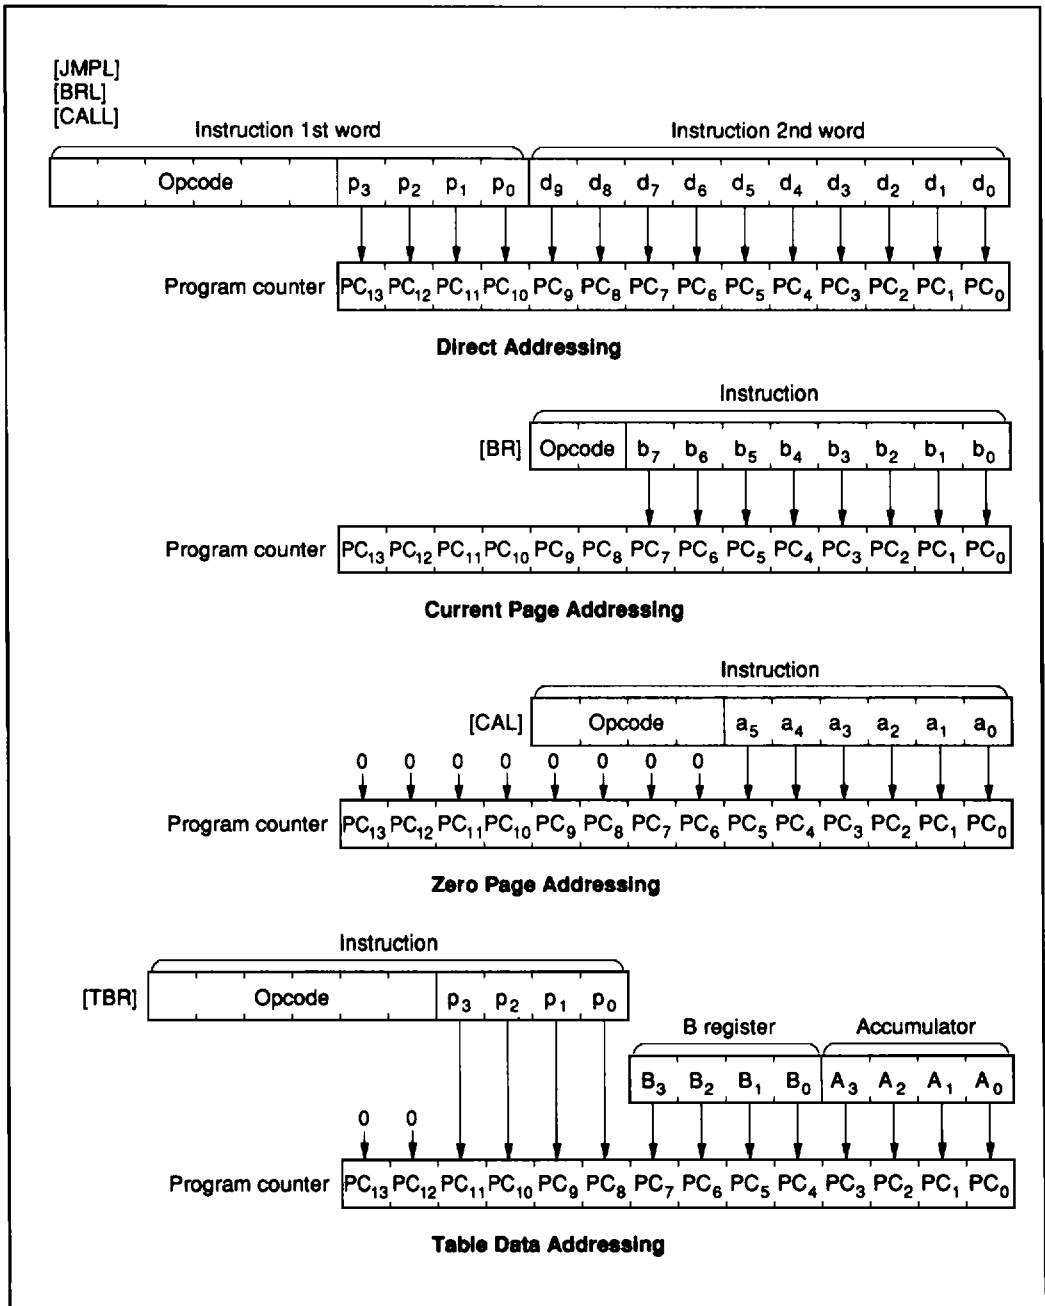 [JMPL]
[BRL]
[CALL]
Instruction 1st word Instruction 2nd word
Opcode p3 p2 p1 p0 d9 d8 d7 d6 d5 d4 d3 d2 d1 d0
Program counter PC13 PC12 PC11 PC10 PC9 PC8 PC7 PC6 PC5 PC4 PC3 PC2 PC1 PC0
Direct Addressing
Instruction
[BR] Opcode b7 b6 b5 b4 b3 b2 b1 b0
Program counter PC13 PC12 PC11 PC10 PC9 PC8 PC7 PC6 PC5 PC4 PC3 PC2 PC1 PC0
Current Page Addressing
Instruction
[CAL] Opcode a5 a4 a3 a2 a1 a0
0 0 0 0 0 0 0 0
Program counter PC13 PC12 PC11 PC10 PC9 PC8 PC7 PC6 PC5 PC4 PC3 PC2 PC1 PC0
Zero Page Addressing
Instruction
[TBR] Opcode p3 p2 p1 p0
B register Accumulator
B3 B2 B1 B0 A3 A2 A1 A0
0 0
Program counter PC13 PC12 PC11 PC10 PC9 PC8 PC7 PC6 PC5 PC4 PC3 PC2 PC1 PC0
Table Data Addressing